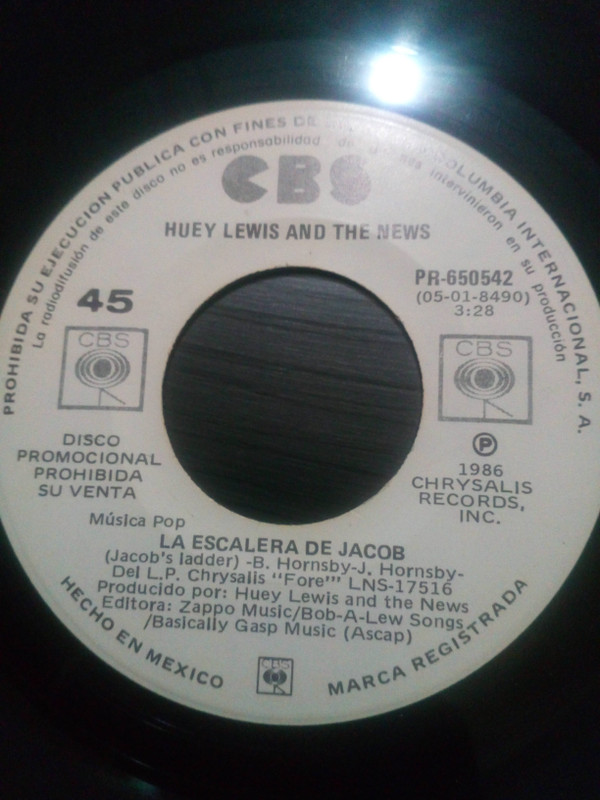 PROHIBIDA SU EJECUCION PUBLICA CON FINES DE COLUMBIA INTERNACIONAL, S. A.
La radiodifusión de este disco no es responsabilidad de intervinieron en su producción
CBS
HUEY LEWIS AND THE NEWS
PR-650542
(05-01-8490)
3:28
45
CBS
CBS
DISCO
PROMOCIONAL
PROHIBIDA
SU VENTA
℗
1986
CHRYSALIS
RECORDS,
INC.
Música Pop
LA ESCALERA DE JACOB
(Jacob's ladder) -B. Hornsby-J. Hornsby-
Del L.P. Chrysalis "Fore'" LNS-17516
Producido por: Huey Lewis and the News
Editora: Zappo Music/Bob-A-Lew Songs
/Basically Gasp Music (Ascap)
HECHO EN MEXICO
CBS
MARCA REGISTRADA